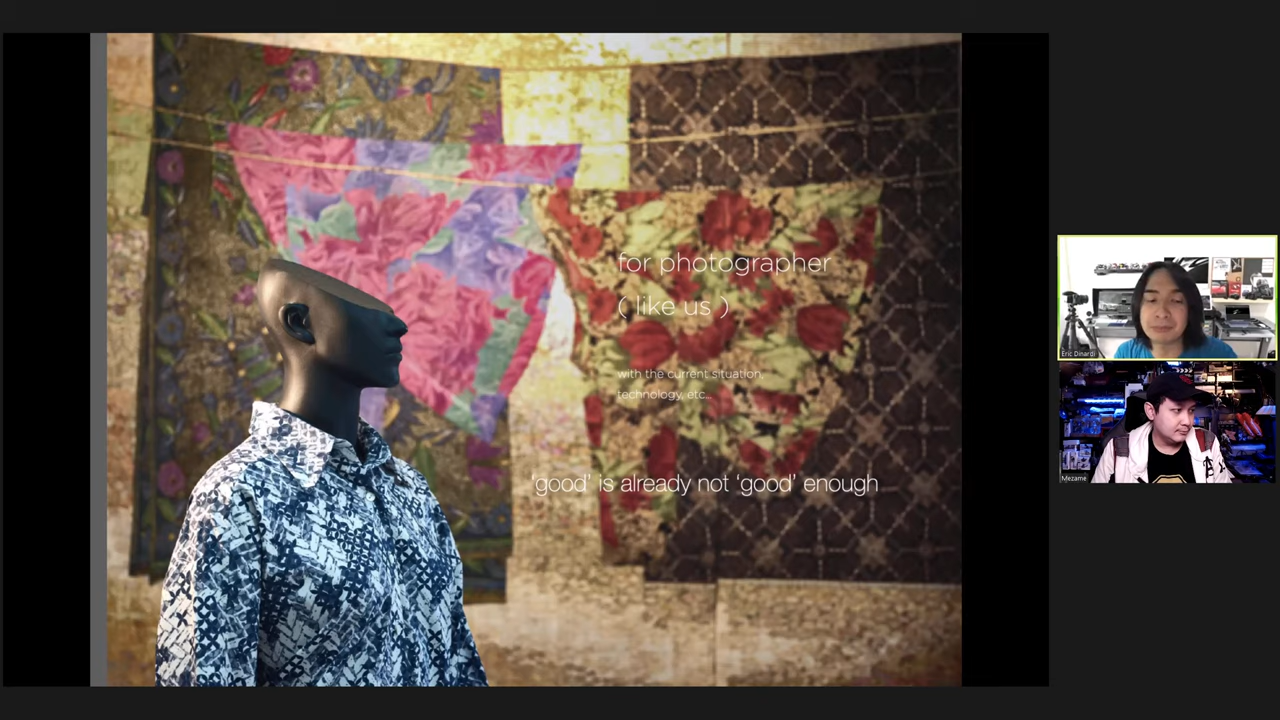 for photographer
( like us )
with the current situation,
technology, etc...
'good' is already not 'good' enough
Eric Dinardi
Mezame